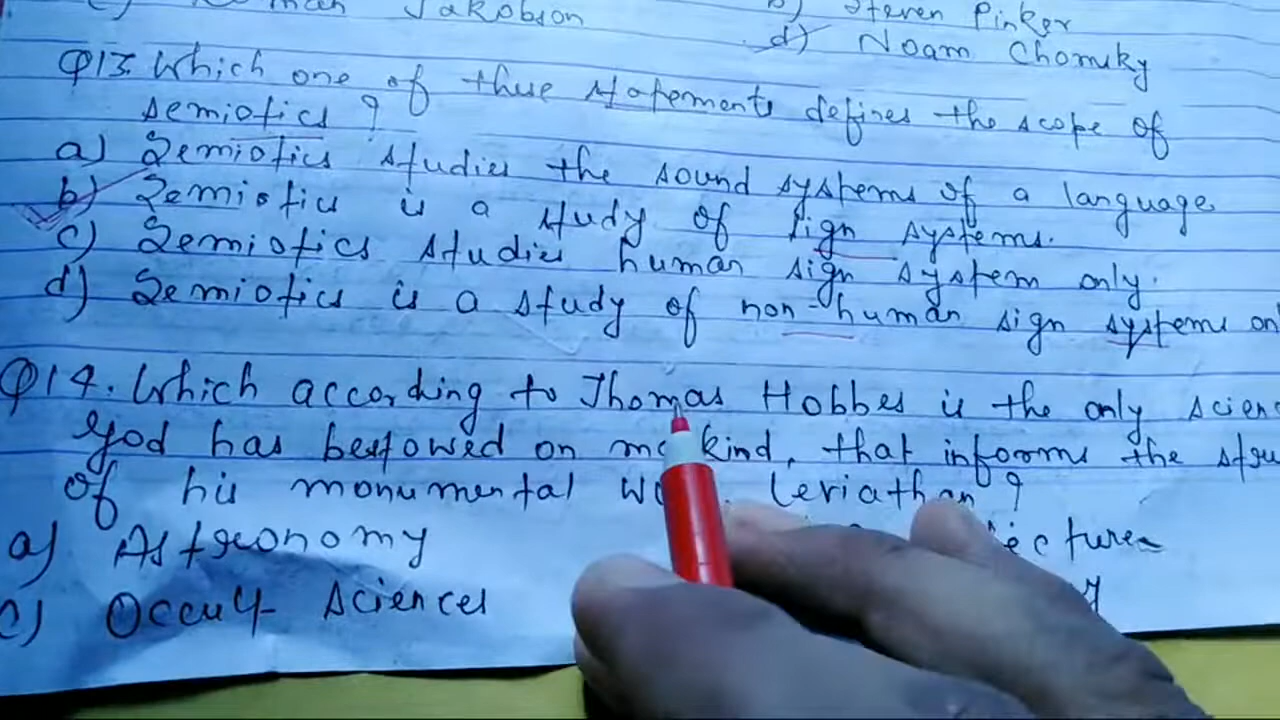 Jakobson b) Steven Pinker
d) Noam Chomsky
Q13. Which one of these statements defines the scope of
semiotics ?
a) Semiotics studies the sound systems of a language
b) Semiotics is a study of sign systems.
c) Semiotics studies human sign system only.
d) Semiotics is a study of non-human sign systems
Q14. Which according to Thomas Hobbes is the only
God has bestowed on kind, that informs the
of his monumental Leviathan ?
a) Astronomy
c) Occult Sciences